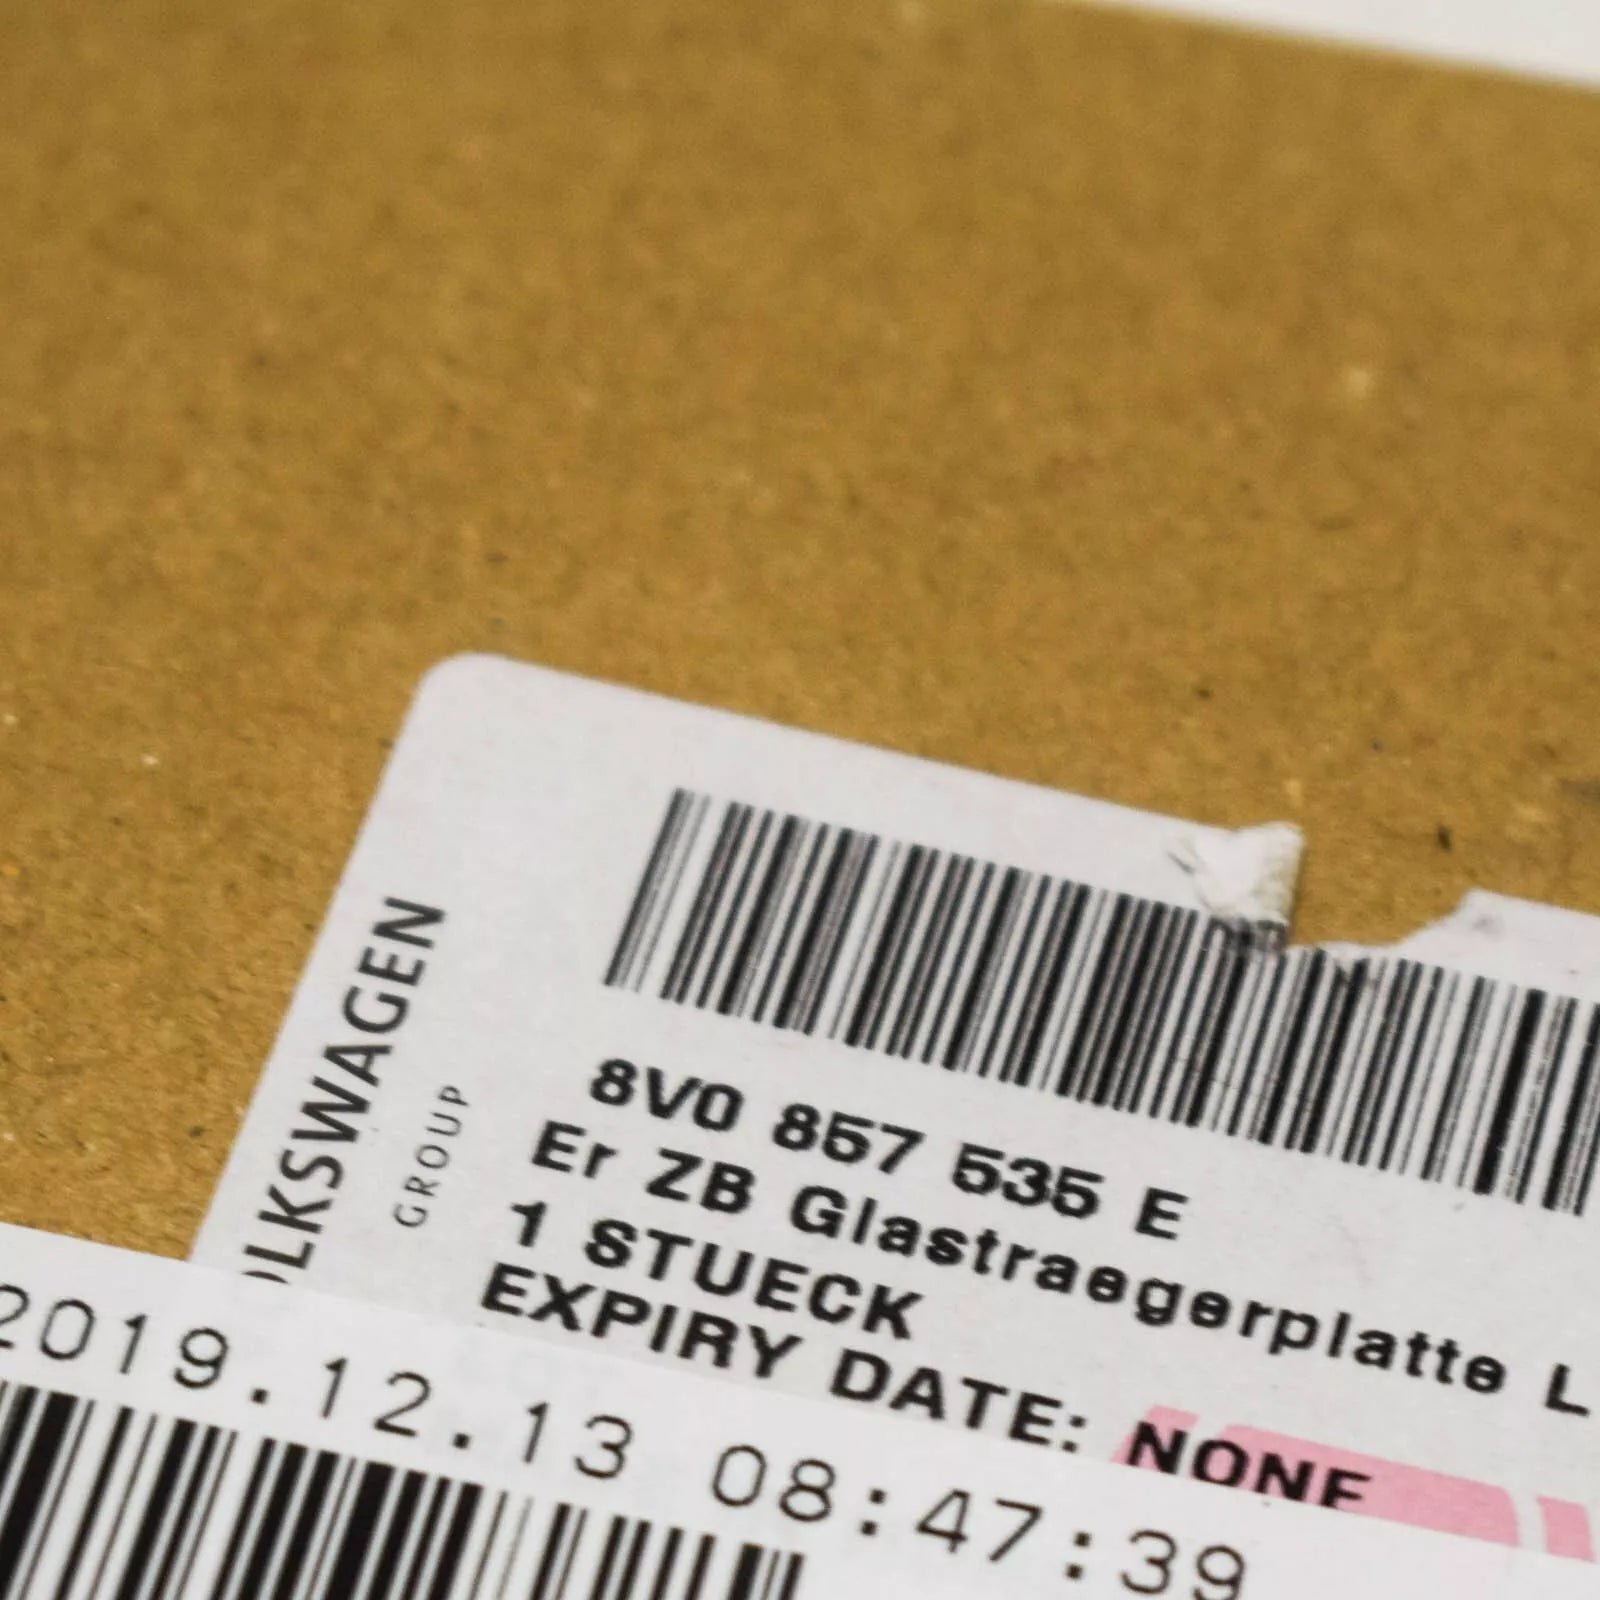 8V0 857 535 E
Er ZB Glastraegerplatte L
1 STUECK
EXPIRY DATE: NONE
OLKSWAGEN
GROUP
2019.12.13 08:47:39